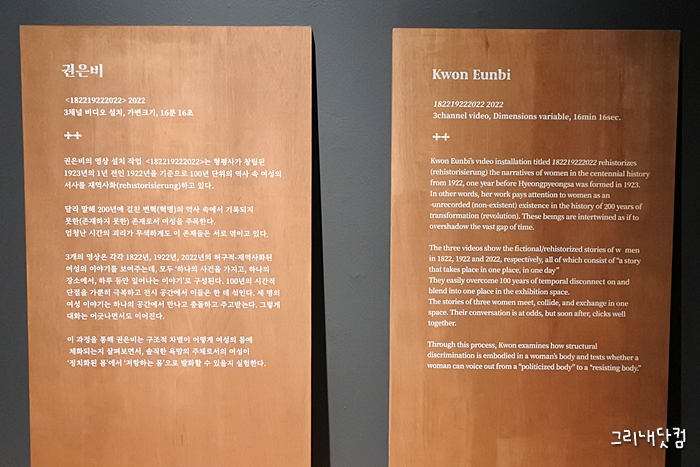 권은비
<182219222022> 2022
3채널 비디오 설치, 가변크기, 16분 16초
권은비의 영상 설치 작업 <182219222022>는 형평사가 창립된
1923년의 1년 전인 1922년을 기준으로 100년 단위의 역사 속 여성의
서사를 재역사화(rehistorisierung)하고 있다.
달리 말해 200년에 걸친 변혁(혁명)의 역사 속에서 기록되지
못한(존재하지 못한) 존재로서 여성을 주목한다.
엄청난 시간의 괴리가 무색하게도 이 존재들은 서로 엮이고 있다.
3개의 영상은 각각 1822년, 1922년, 2022년의 허구적·재역사화된
여성의 이야기를 보여주는데, 모두 '하나의 사건을 가지고, 하나의
장소에서, 하루 동안 일어나는 이야기'로 구성된다. 100년의 시간적
단절을 가뿐히 극복하고 전시 공간에서 이들은 한 데 섞인다. 세 명의
여성 이야기는 하나의 공간에서 만나고 충돌하고 주고받는다. 그렇게
대화는 어긋나면서도 이어진다.
이 과정을 통해 권은비는 구조적 차별이 어떻게 여성의 몸에
체화되는지 살펴보면서, 솔직한 욕망의 주체로서의 여성이
'정치화된 몸'에서 '저항하는 몸'으로 발화할 수 있을지 실험한다.
Kwon Eunbi
182219222022 2022
3channel video, Dimensions variable, 16min 16sec.
Kwon Eunbi's video installation titled 182219222022 rehistorizes
(rehistorisierung) the narratives of women in the centennial history
from 1922, one year before Hyeongpyeongsa was formed in 1923.
In other words, her work pays attention to women as an
-unrecorded (non-existent) existence in the history of 200 years of
transformation (revolution). These beings are intertwined as if to
overshadow the vast gap of time.
The three videos show the fictional/rehistorized stories of w men
in 1822, 1922 and 2022, respectively, all of which consist of "a story
that takes place in one place, in one day"
They easily overcome 100 years of temporal disconnect on and
blend into one place in the exhibition space.
The stories of three women meet, collide, and exchange in one
space. Their conversation is at odds, but soon after, clicks well
together.
Through this process, Kwon examines how structural
discrimination is embodied in a woman's body and tests whether a
woman can voice out from a "politicized body" to a "resisting body."
그리내닷컴